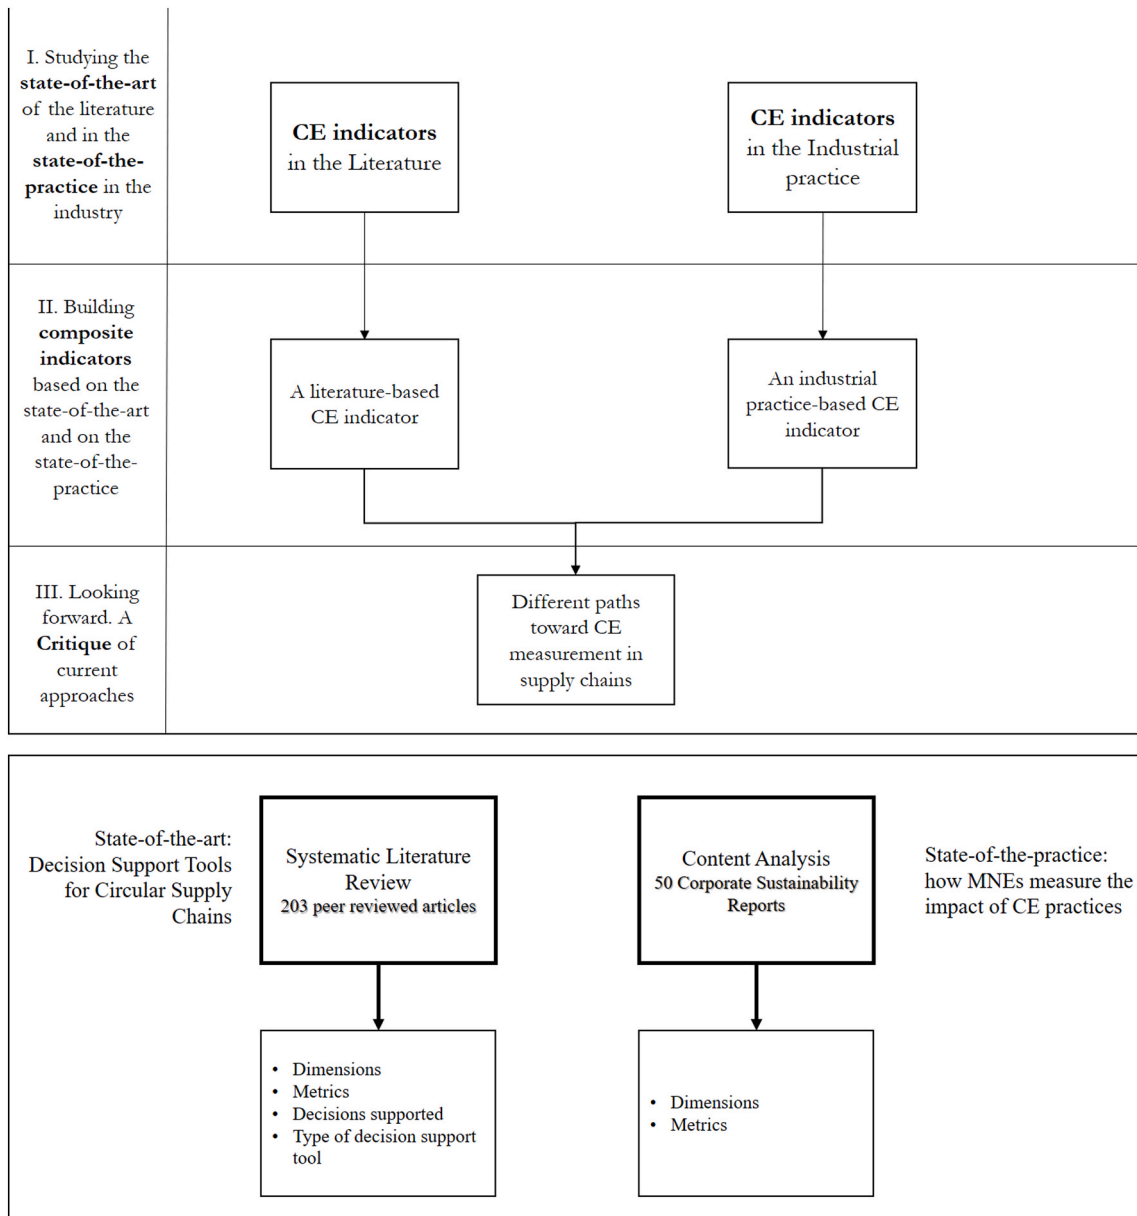 I. Studying the
state-of-the-art
of the literature
and in the
state-of-the-
practice in the
industry
CE indicators
in the Literature
CE indicators
in the Industrial
practice
II. Building
composite
indicators
based on the
state-of-the-art
and on the
state-of-the-
practice
A literature-based
CE indicator
An industrial
practice-based CE
indicator
III. Looking
forward. A
Critique of
current
approaches
Different paths
toward CE
measurement in
supply chains
State-of-the-art:
Decision Support Tools
for Circular Supply
Chains
Systematic Literature
Review
203 peer reviewed articles
Content Analysis
50 Corporate Sustainability
Reports
State-of-the-practice:
how MNEs measure the
impact of CE practices
• Dimensions
• Metrics
• Decisions supported
• Type of decision support
tool
• Dimensions
• Metrics